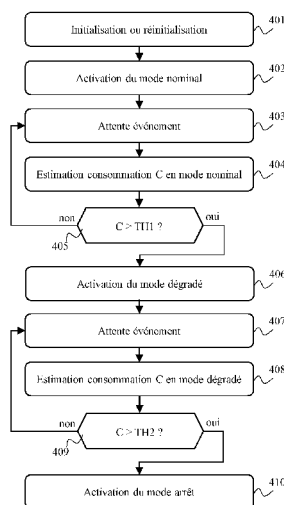 Initialisation ou réinitialisation
401
Activation du mode nominal
402
Attente événement
403
Estimation consommation C en mode nominal
404
non
C > TH1 ?
oui
405
Activation du mode dégradé
406
Attente événement
407
Estimation consommation C en mode dégradé
408
non
C > TH2 ?
oui
409
Activation du mode arrêt
410